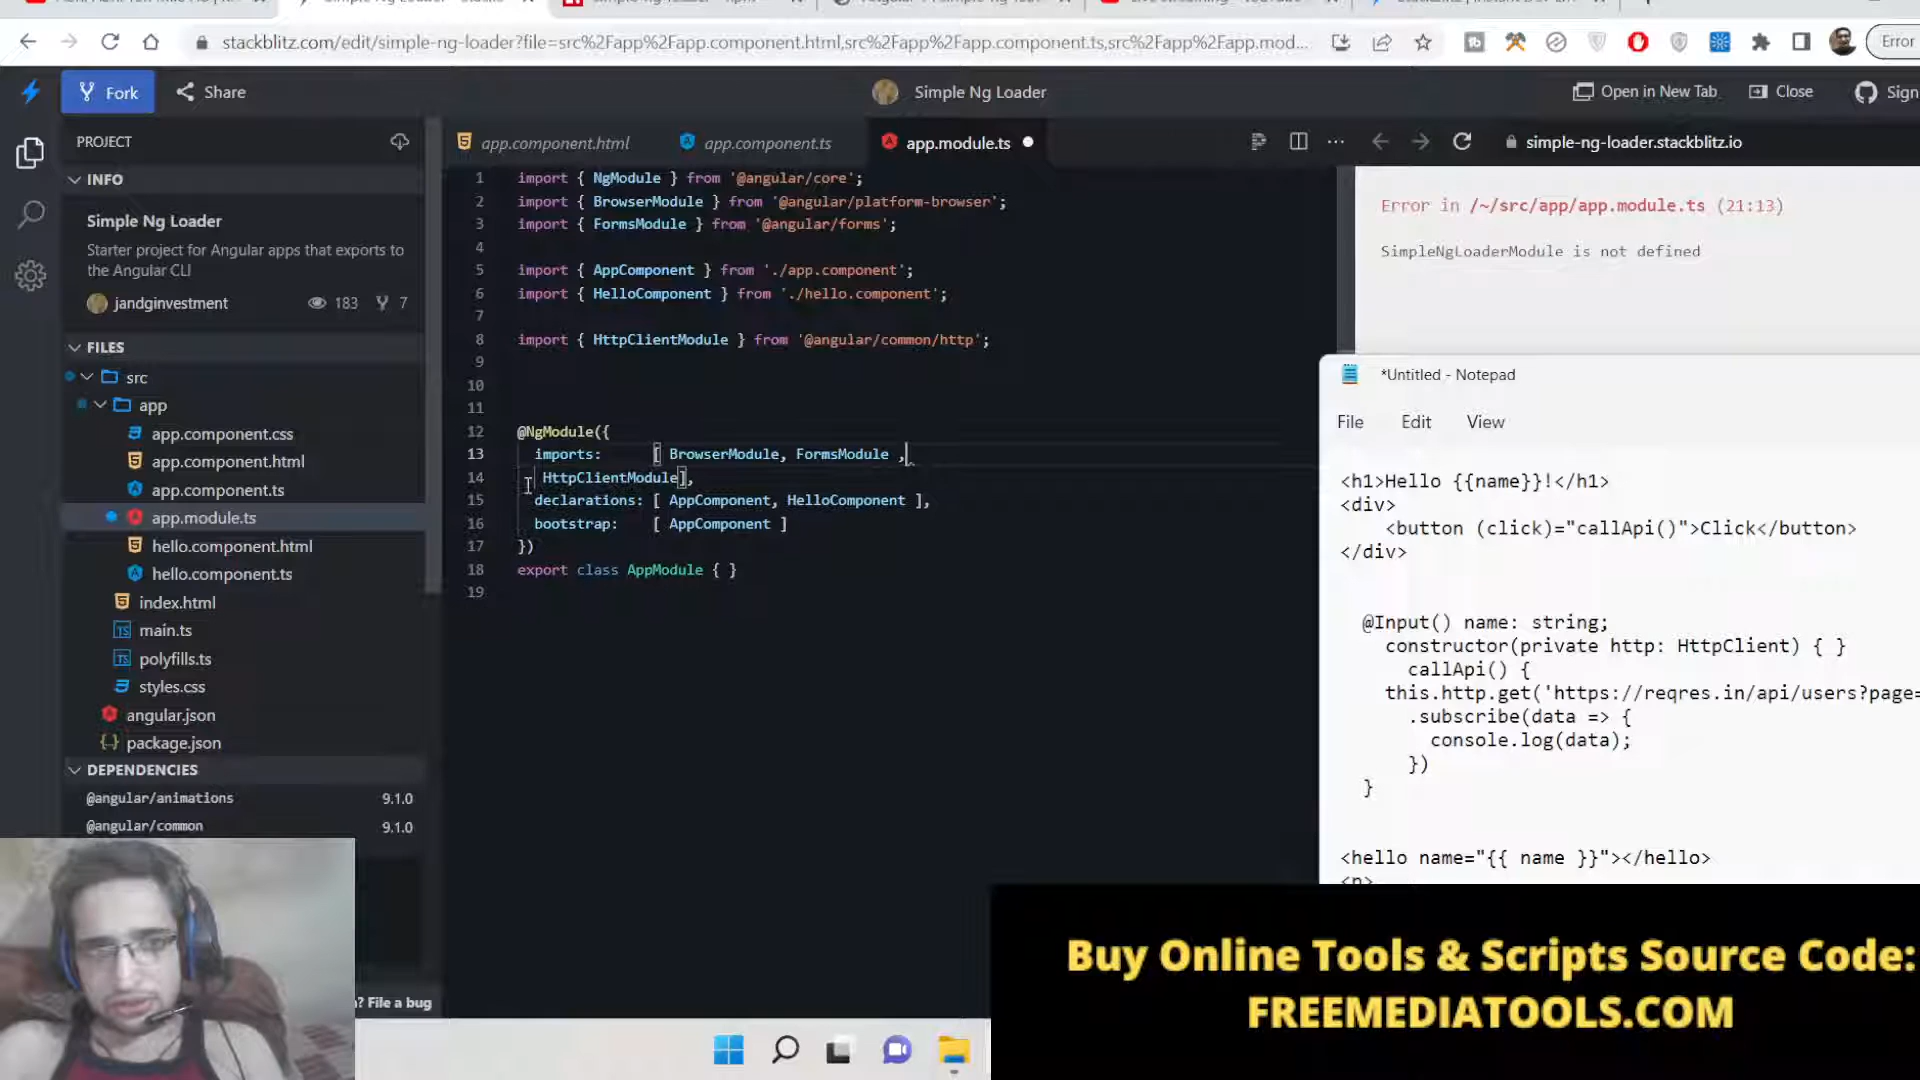 stackblitz.com/edit/simple-ng-loader?file=src%2Fapp%2Fapp.component.html,src%2Fapp%2Fapp.component.ts,src%2Fapp%2Fapp.mod...
Error
Fork
Share
Simple Ng Loader
Open in New Tab
Close
Sign
PROJECT
INFO
Simple Ng Loader
Starter project for Angular apps that exports to
the Angular CLI
jandginvestment
183
7
FILES
src
app
app.component.css
app.component.html
app.component.ts
app.module.ts
hello.component.html
hello.component.ts
index.html
main.ts
polyfills.ts
styles.css
angular.json
package.json
DEPENDENCIES
@angular/animations 9.1.0
@angular/common 9.1.0
? File a bug
app.component.html
app.component.ts
app.module.ts
1 import { NgModule } from '@angular/core';
2 import { BrowserModule } from '@angular/platform-browser';
3 import { FormsModule } from '@angular/forms';
4
5 import { AppComponent } from './app.component';
6 import { HelloComponent } from './hello.component';
7
8 import { HttpClientModule } from '@angular/common/http';
9
10
11
12 @NgModule({
13 imports: [ BrowserModule, FormsModule ,
14 HttpClientModule],
15 declarations: [ AppComponent, HelloComponent ],
16 bootstrap: [ AppComponent ]
17 })
18 export class AppModule { }
19
simple-ng-loader.stackblitz.io
Error in /~/src/app/app.module.ts (21:13)
SimpleNgLoaderModule is not defined
*Untitled - Notepad
File Edit View
<h1>Hello {{name}}!</h1>
<div>
<button (click)="callApi()">Click</button>
</div>
@Input() name: string;
constructor(private http: HttpClient) { }
callApi() {
this.http.get('https://reqres.in/api/users?page=
.subscribe(data => {
console.log(data);
})
}
<hello name="{{ name }}"></hello>
Buy Online Tools & Scripts Source Code:
FREEMEDIATOOLS.COM